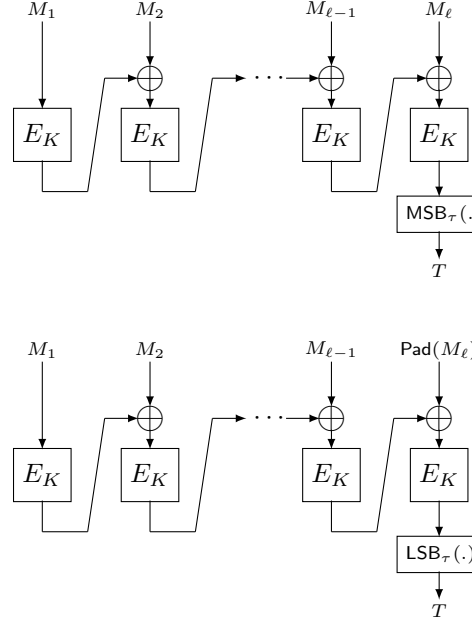 M₁ M₂ M_{ℓ−1} M_ℓ
· · ·
E_K E_K E_K E_K
MSB_τ(.
T
M₁ M₂ M_{ℓ−1} Pad(M_ℓ)
· · ·
E_K E_K E_K E_K
LSB_τ(.)
T